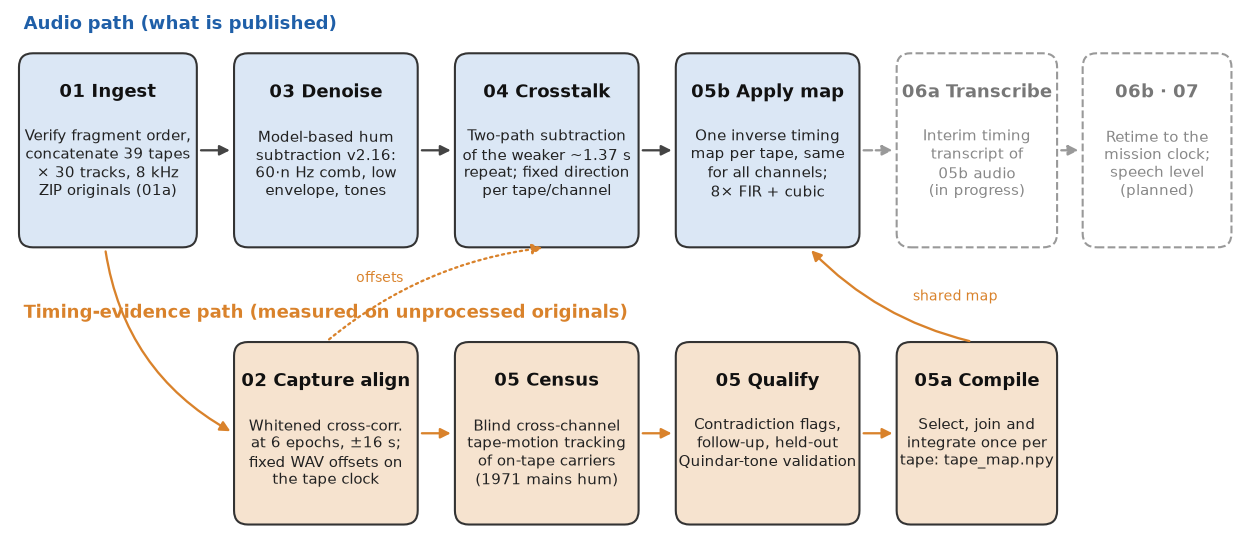 Audio path (what is published)
01 Ingest
Verify fragment order,
concatenate 39 tapes
× 30 tracks, 8 kHz
ZIP originals (01a)
03 Denoise
Model-based hum
subtraction v2.16:
60·n Hz comb, low
envelope, tones
04 Crosstalk
Two-path subtraction
of the weaker ~1.37 s
repeat; fixed direction
per tape/channel
05b Apply map
One inverse timing
map per tape, same
for all channels;
8× FIR + cubic
06a Transcribe
Interim timing
transcript of
05b audio
(in progress)
06b · 07
Retime to the
mission clock;
speech level
(planned)
offsets
shared map
Timing-evidence path (measured on unprocessed originals)
02 Capture align
Whitened cross-corr.
at 6 epochs, ±16 s;
fixed WAV offsets on
the tape clock
05 Census
Blind cross-channel
tape-motion tracking
of on-tape carriers
(1971 mains hum)
05 Qualify
Contradiction flags,
follow-up, held-out
Quindar-tone validation
05a Compile
Select, join and
integrate once per
tape: tape_map.npy